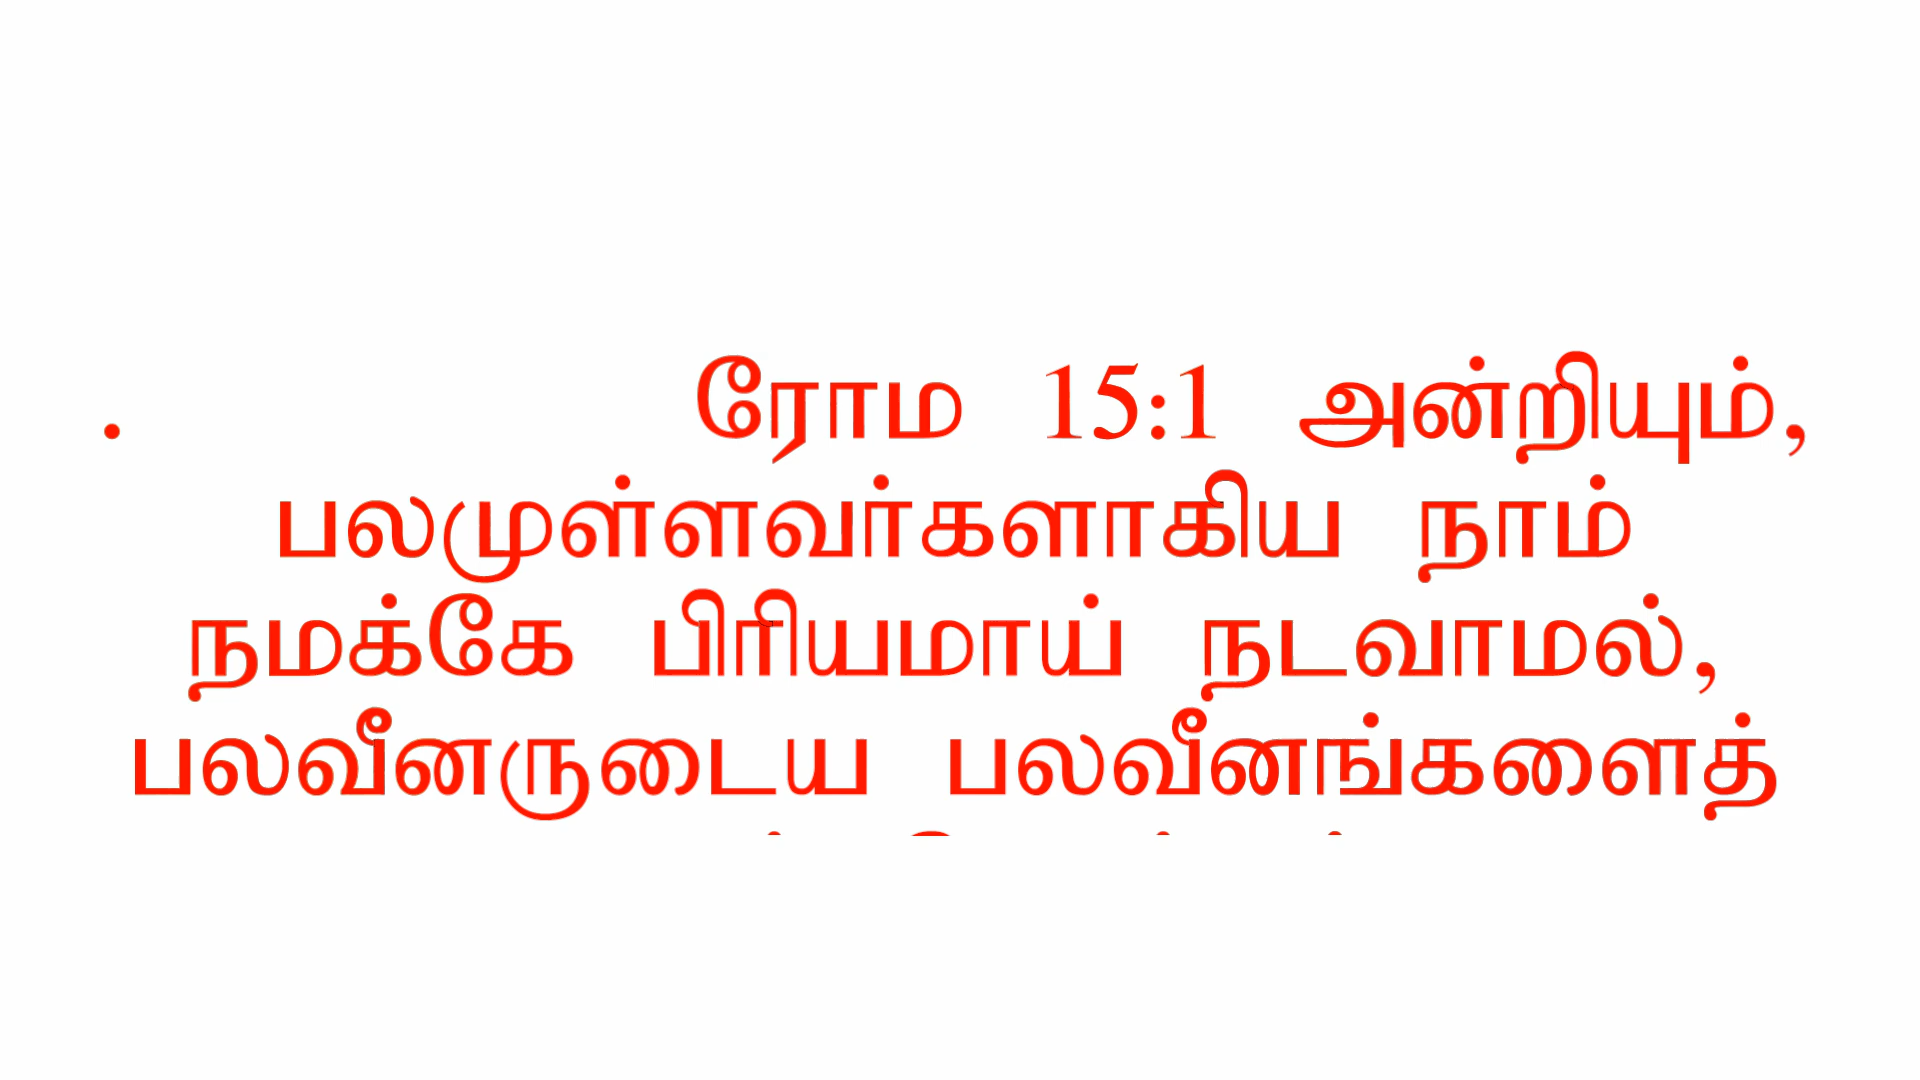 . ரோம 15:1 அன்றியும்,
பலமுள்ளவர்களாகிய நாம்
நமக்கே பிரியமாய் நடவாமல்,
பலவீனருடைய பலவீனங்களைத்